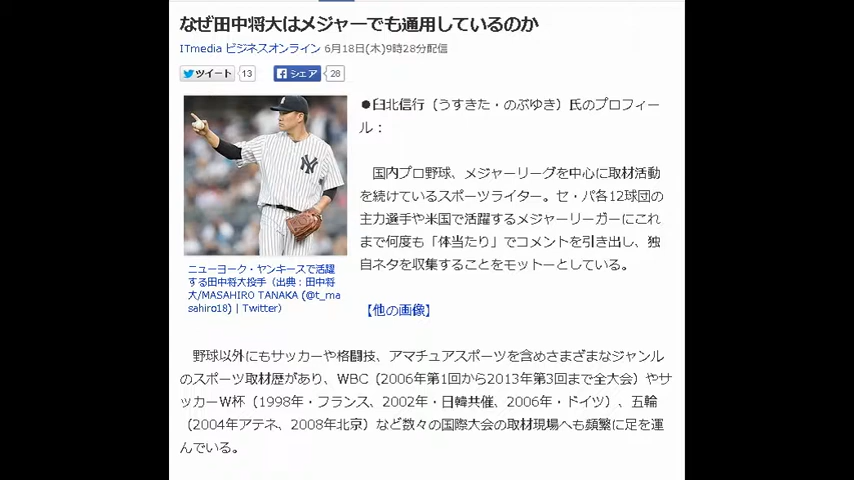 なぜ田中将大はメジャーでも通用しているのか
ITmedia ビジネスオンライン 6月18日(木)9時28分配信
ツイート 13 シェア 28
●臼北信行（うすきた・のぶゆき）氏のプロフィー
ル：
国内プロ野球、メジャーリーグを中心に取材活動
を続けているスポーツライター。セ・パ各12球団の
主力選手や米国で活躍するメジャーリーガーにこれ
まで何度も「体当たり」でコメントを引き出し、独
自ネタを収集することをモットーとしている。
ニューヨーク・ヤンキースで活躍
する田中将大投手（出典：田中将
大/MASAHIRO TANAKA (@t_ma
sahiro18) | Twitter）
【他の画像】
野球以外にもサッカーや格闘技、アマチュアスポーツを含めさまざまなジャンル
のスポーツ取材歴があり、WBC（2006年第1回から2013年第3回まで全大会）やサ
ッカーW杯（1998年・フランス、2002年・日韓共催、2006年・ドイツ）、五輪
（2004年アテネ、2008年北京）など数々の国際大会の取材現場へも頻繁に足を運
んでいる。